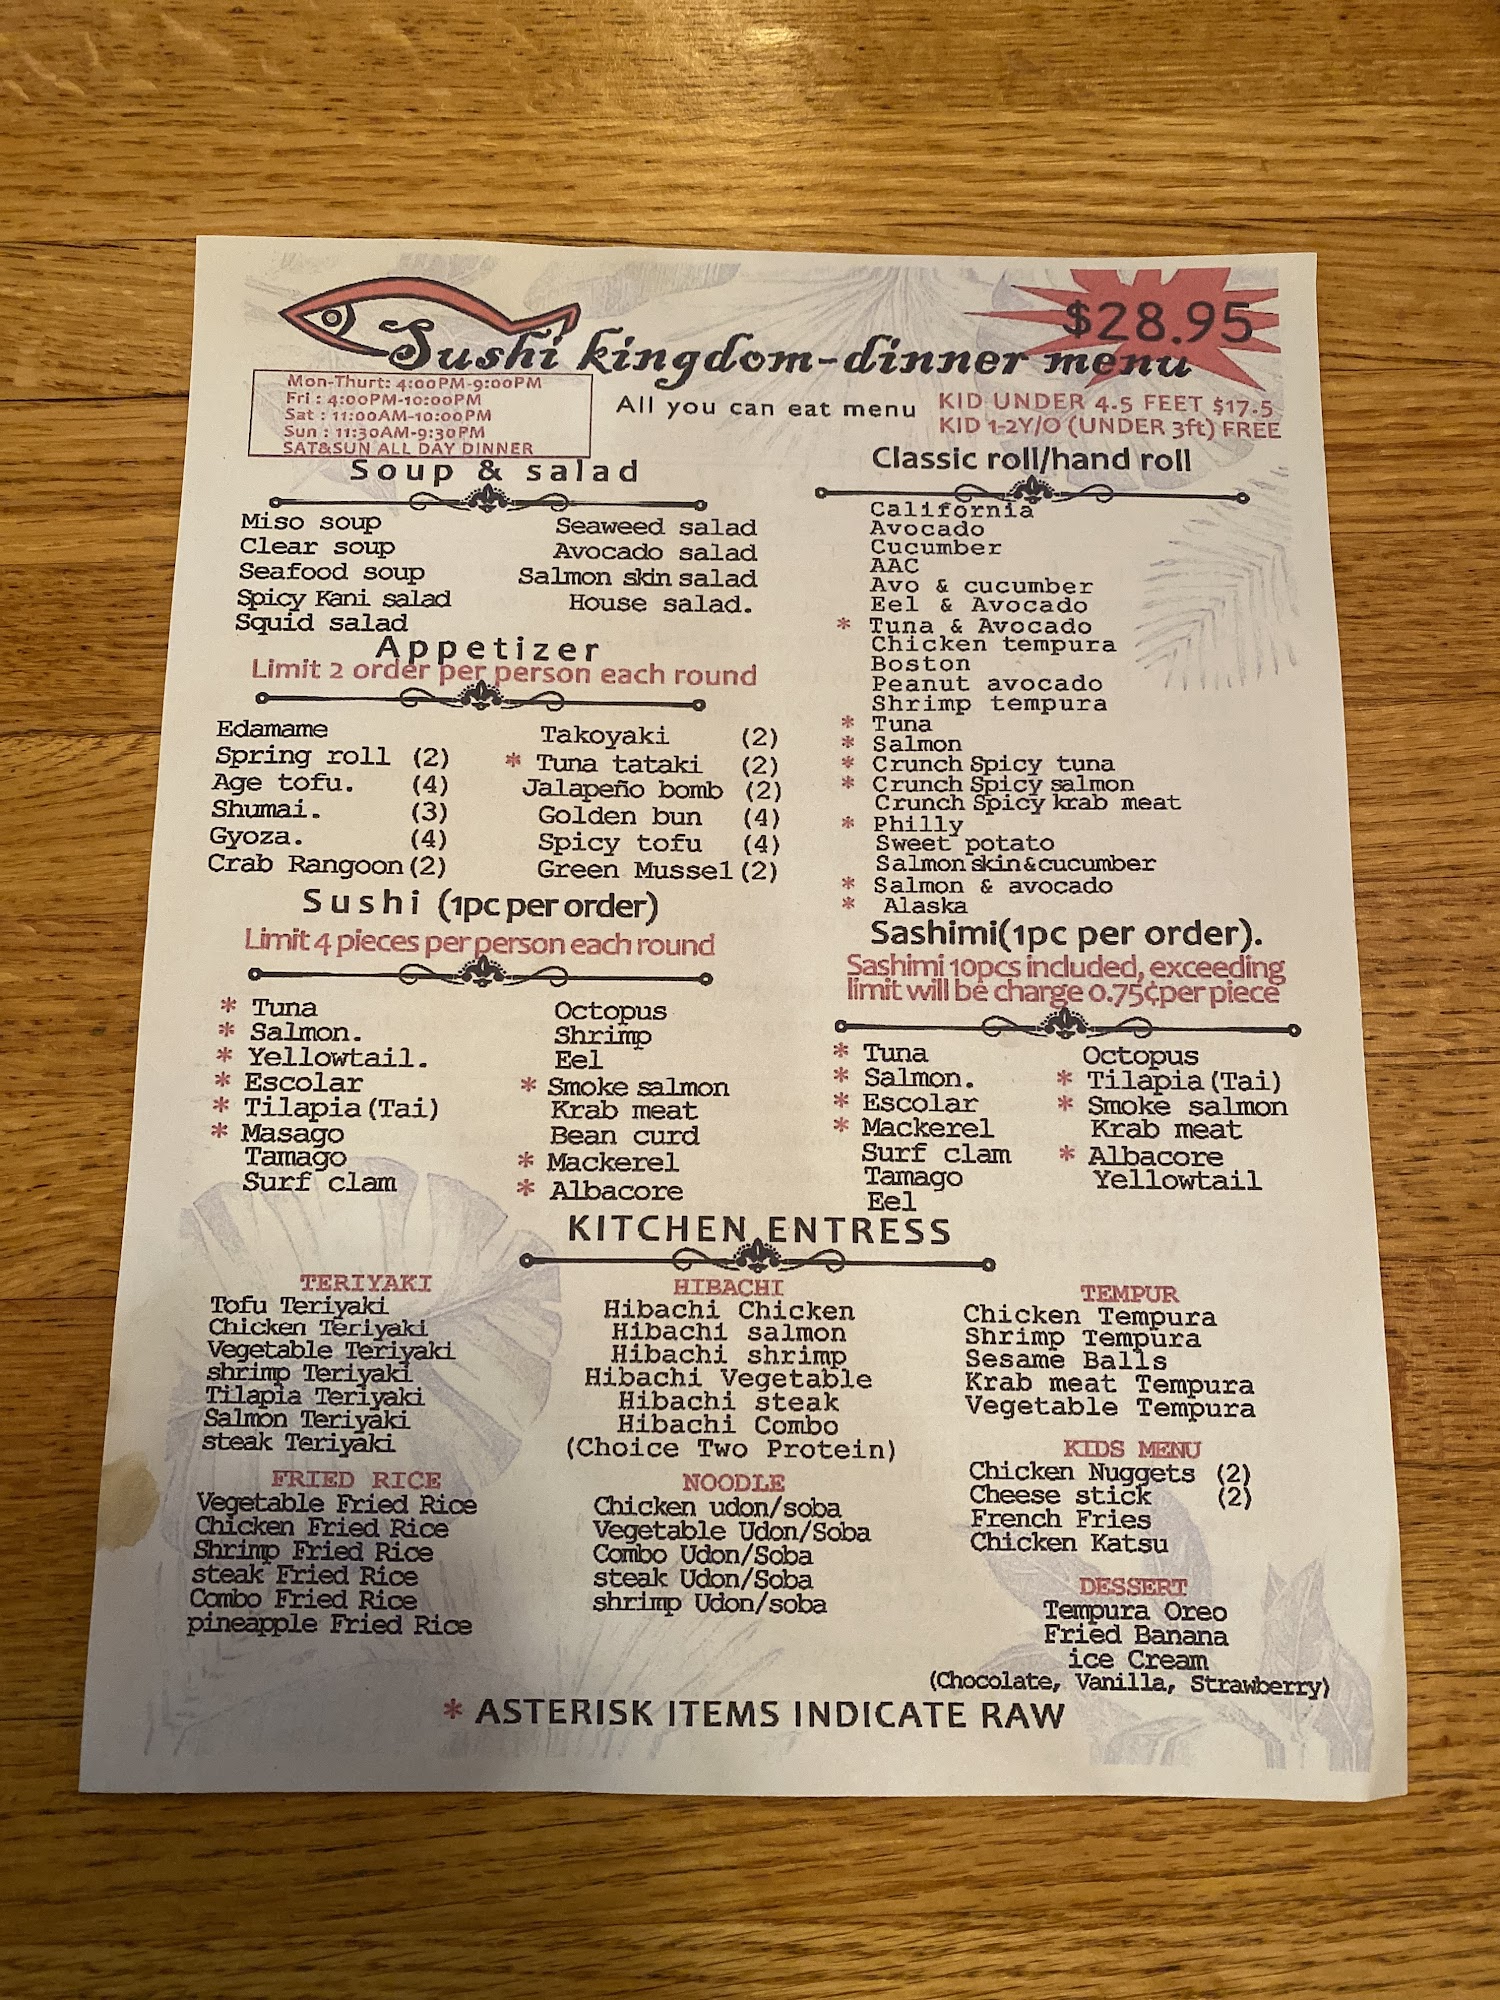 $28.95
Sushi kingdom-dinner menu
Mon-Thurt: 4:00PM-9:00PM
Fri : 4:00PM-10:00PM
Sat : 11:00AM-10:00PM
Sun : 11:30AM-9:30PM
SAT&SUN ALL DAY DINNER
All you can eat menu
KID UNDER 4.5 FEET $17.5
KID 1-2Y/O (UNDER 3ft) FREE
Soup & salad
Miso soup
Clear soup
Seafood soup
Spicy Kani salad
Squid salad
Seaweed salad
Avocado salad
Salmon skin salad
House salad.
Appetizer
Limit 2 order per person each round
Edamame
Spring roll (2)
Age tofu. (4)
Shumai. (3)
Gyoza. (4)
Crab Rangoon (2)
Takoyaki (2)
* Tuna tataki (2)
Jalapeño bomb (2)
Golden bun (4)
Spicy tofu (4)
Green Mussel (2)
Sushi (1pc per order)
Limit 4 pieces per person each round
* Tuna
* Salmon.
* Yellowtail.
* Escolar
* Tilapia (Tai)
* Masago
Tamago
Surf clam
Octopus
Shrimp
Eel
* Smoke salmon
Krab meat
Bean curd
* Mackerel
* Albacore
Classic roll/hand roll
California
Avocado
Cucumber
AAC
Avo & cucumber
Eel & Avocado
* Tuna & Avocado
Chicken tempura
Boston
Peanut avocado
Shrimp tempura
* Tuna
* Salmon
* Crunch Spicy tuna
* Crunch Spicy salmon
Crunch Spicy krab meat
* Philly
Sweet potato
Salmon skin & cucumber
* Salmon & avocado
* Alaska
Sashimi(1pc per order).
Sashimi 10pcs included, exceeding
limit will be charge 0.75¢per piece
* Tuna
* Salmon.
* Escolar
* Mackerel
Surf clam
Tamago
Eel
Octopus
* Tilapia (Tai)
* Smoke salmon
Krab meat
* Albacore
Yellowtail
KITCHEN ENTRESS
TERIYAKI
Tofu Teriyaki
Chicken Teriyaki
Vegetable Teriyaki
shrimp Teriyaki
Tilapia Teriyaki
Salmon Teriyaki
steak Teriyaki
FRIED RICE
Vegetable Fried Rice
Chicken Fried Rice
Shrimp Fried Rice
steak Fried Rice
Combo Fried Rice
pineapple Fried Rice
HIBACHI
Hibachi Chicken
Hibachi salmon
Hibachi shrimp
Hibachi Vegetable
Hibachi steak
Hibachi Combo
(Choice Two Protein)
NOODLE
Chicken udon/soba
Vegetable Udon/Soba
Combo Udon/Soba
steak Udon/Soba
shrimp Udon/soba
TEMPUR
Chicken Tempura
Shrimp Tempura
Sesame Balls
Krab meat Tempura
Vegetable Tempura
KIDS MENU
Chicken Nuggets (2)
Cheese stick (2)
French Fries
Chicken Katsu
DESSERT
Tempura Oreo
Fried Banana
ice Cream
(Chocolate, Vanilla, Strawberry)
* ASTERISK ITEMS INDICATE RAW